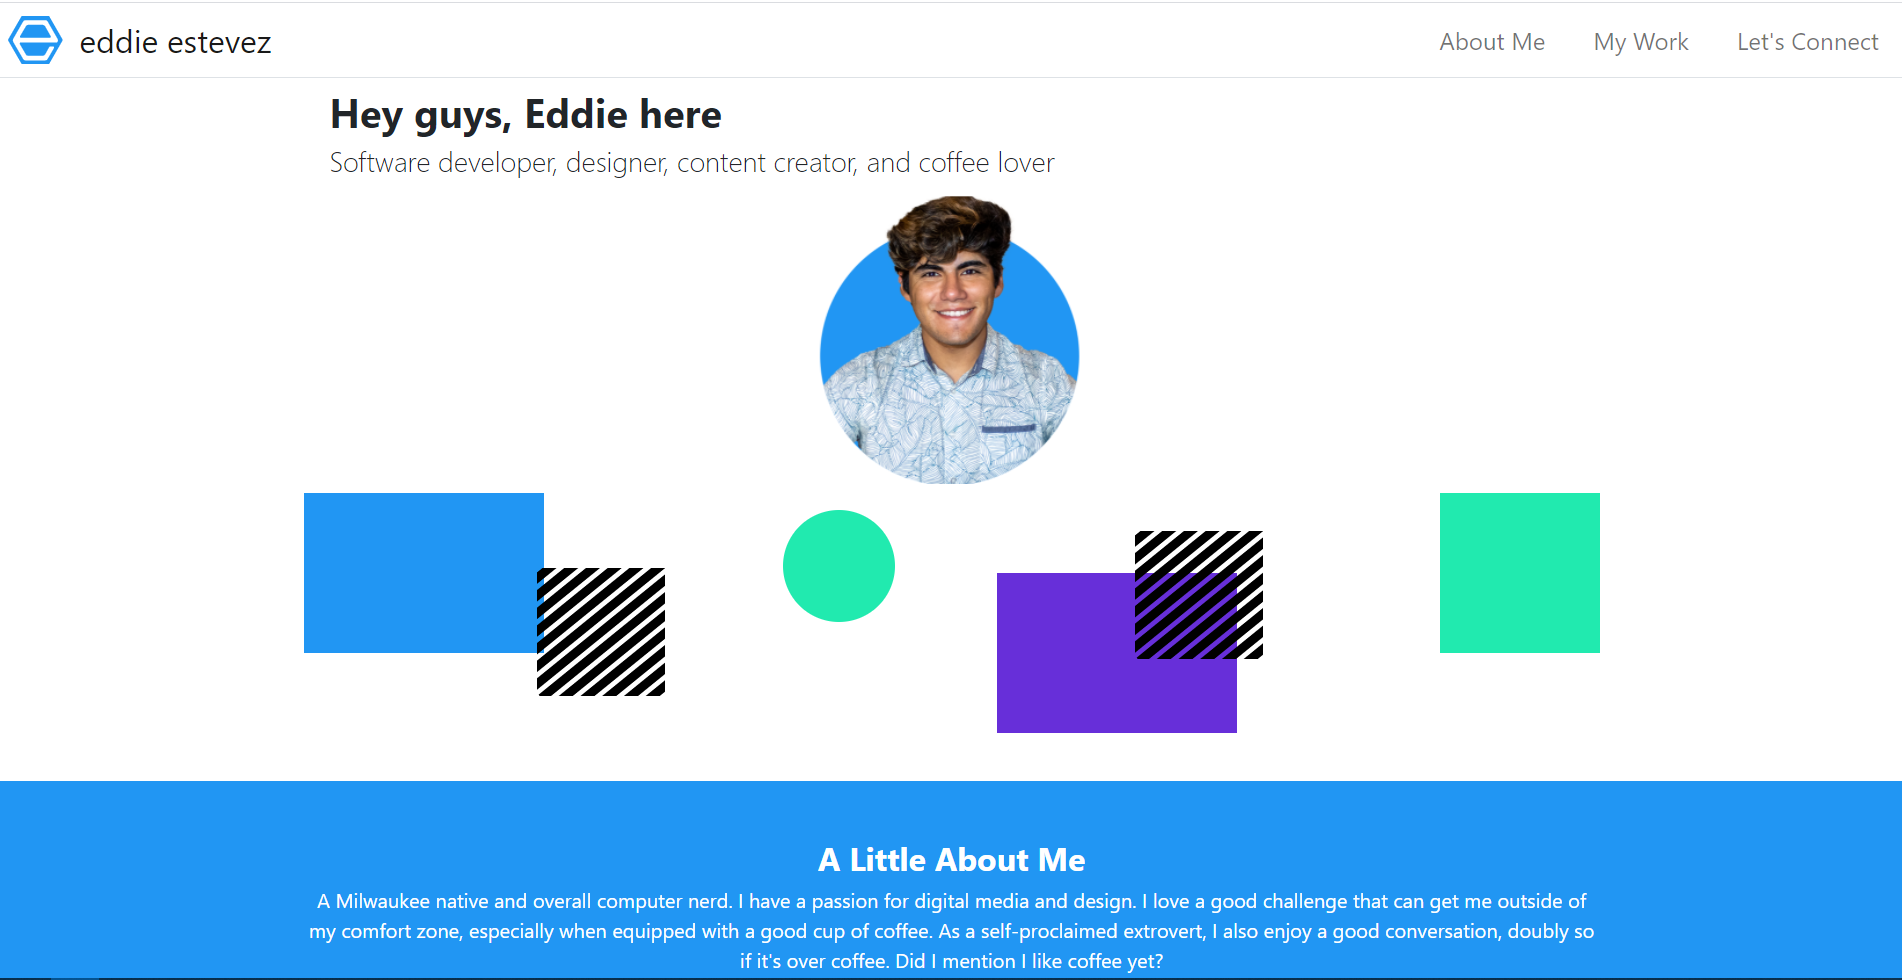 eddie estevez
About Me
My Work
Let's Connect
Hey guys, Eddie here
Software developer, designer, content creator, and coffee lover
A Little About Me
A Milwaukee native and overall computer nerd. I have a passion for digital media and design. I love a good challenge that can get me outside of
my comfort zone, especially when equipped with a good cup of coffee. As a self-proclaimed extrovert, I also enjoy a good conversation, doubly so
if it's over coffee. Did I mention I like coffee yet?